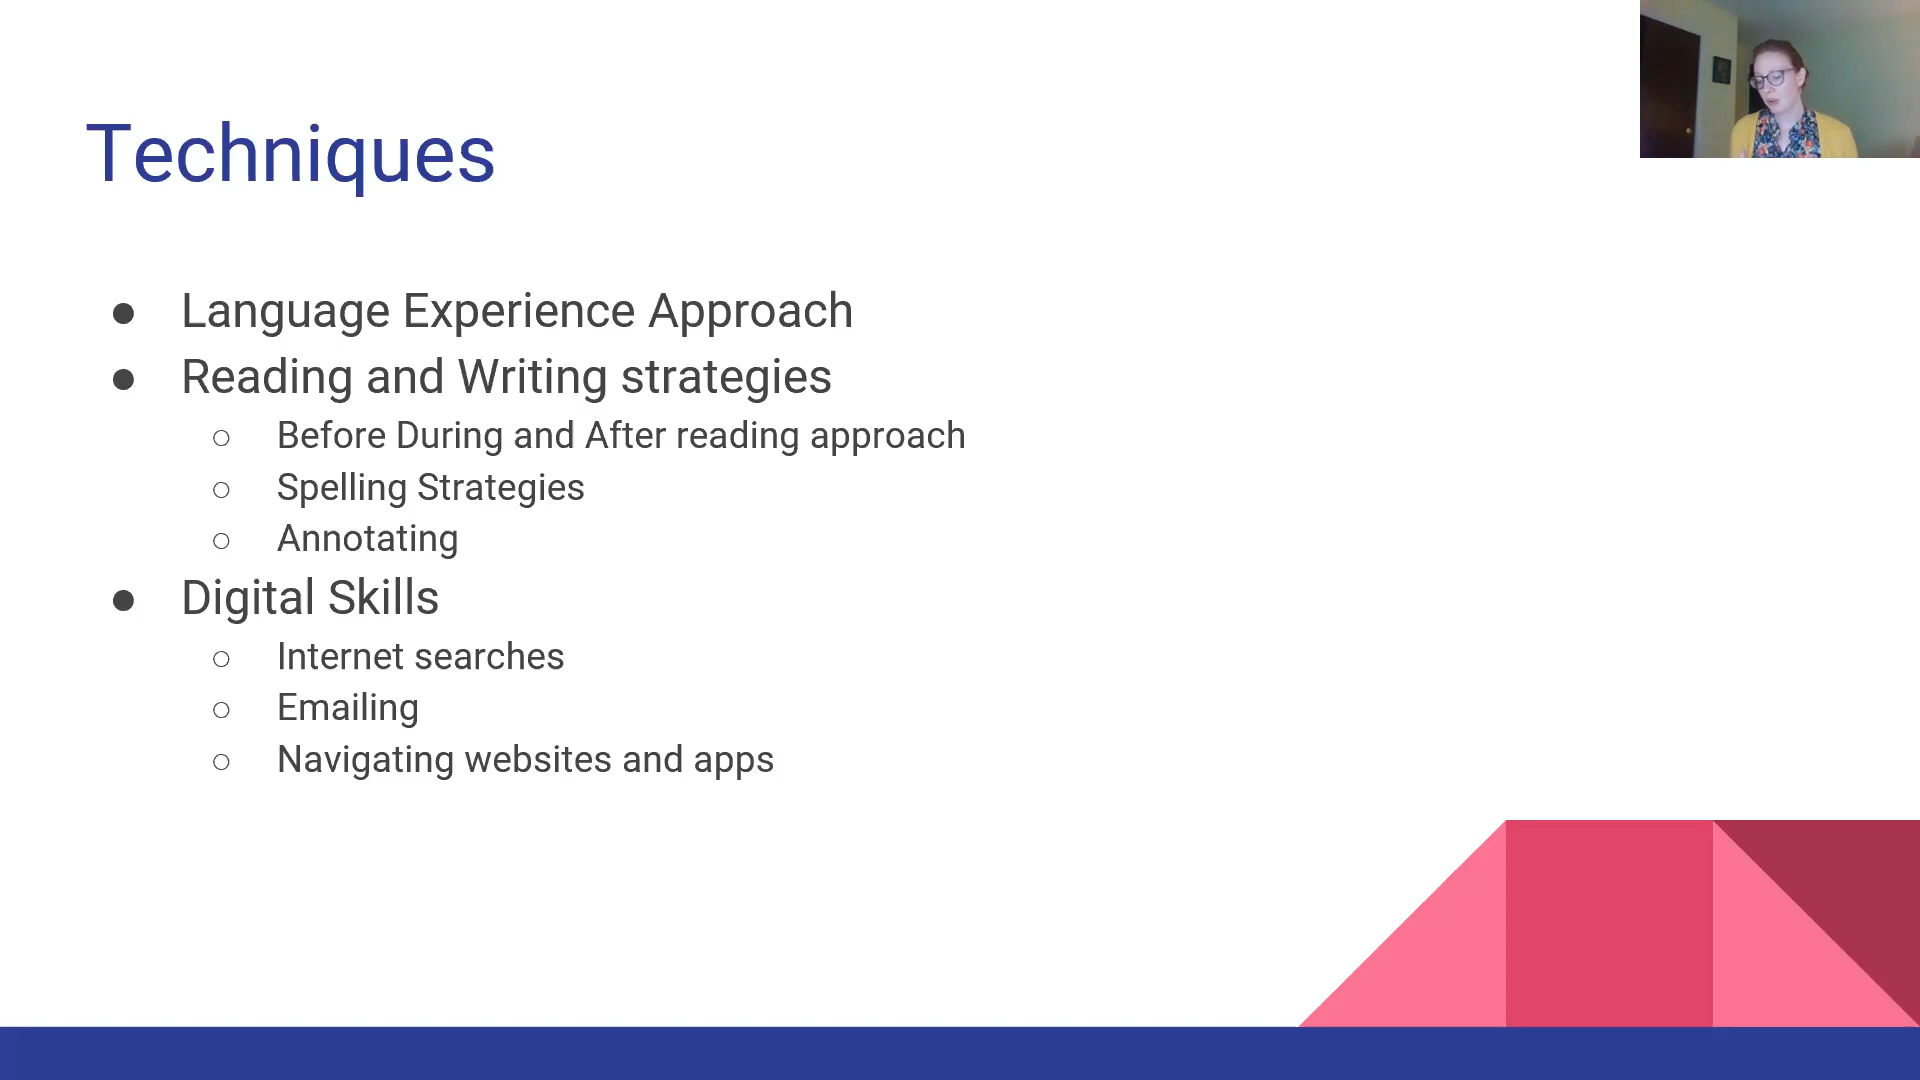 Techniques
● Language Experience Approach
● Reading and Writing strategies
○ Before During and After reading approach
○ Spelling Strategies
○ Annotating
● Digital Skills
○ Internet searches
○ Emailing
○ Navigating websites and apps